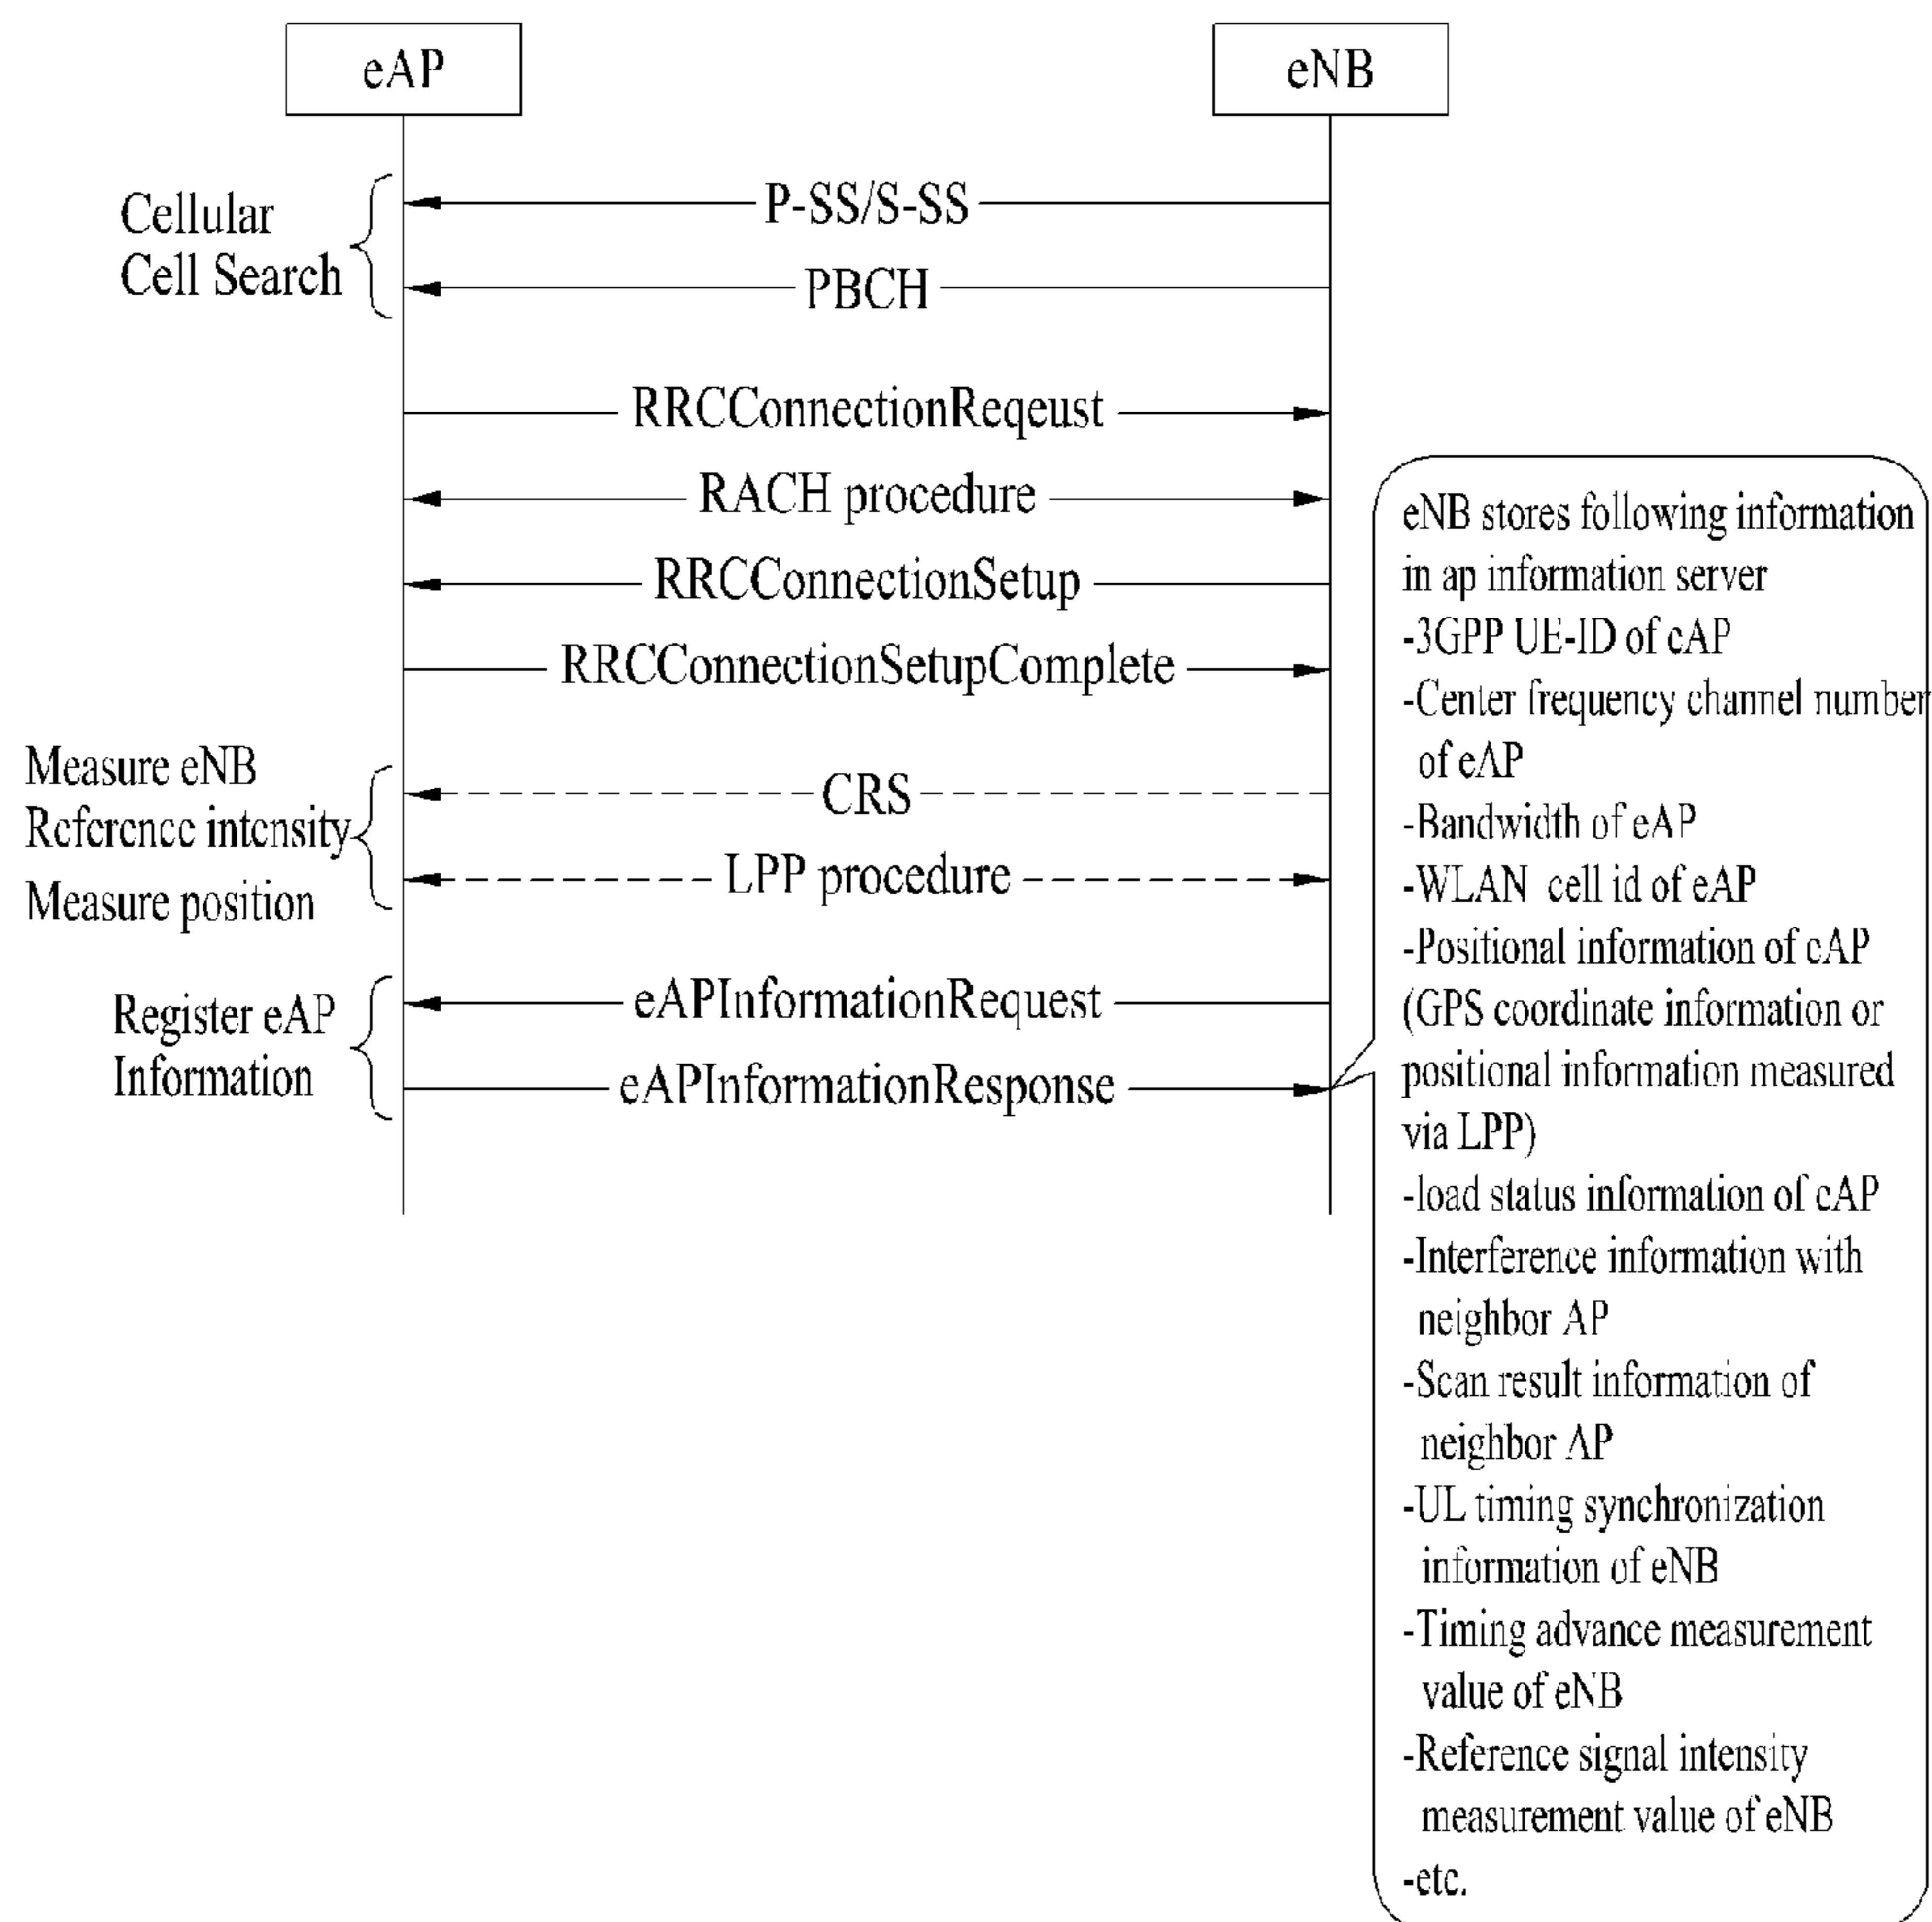 eAP
eNB
Cellular
Cell Search
P-SS/S-SS
PBCH
RRCConnectionReqeust
RACH procedure
RRCConnectionSetup
RRCConnectionSetupComplete
Measure eNB
Reference intensity
Measure position
CRS
LPP procedure
Register eAP
Information
eAPInformationRequest
eAPInformationResponse
eNB stores following information
in ap information server
-3GPP UE-ID of eAP
-Center frequency channel number
of eAP
-Bandwidth of eAP
-WLAN cell id of eAP
-Positional information of eAP
(GPS coordinate information or
positional information measured
via LPP)
-load status information of eAP
-Interference information with
neighbor AP
-Scan result information of
neighbor AP
-UL timing synchronization
information of eNB
-Timing advance measurement
value of eNB
-Reference signal intensity
measurement value of eNB
-etc.